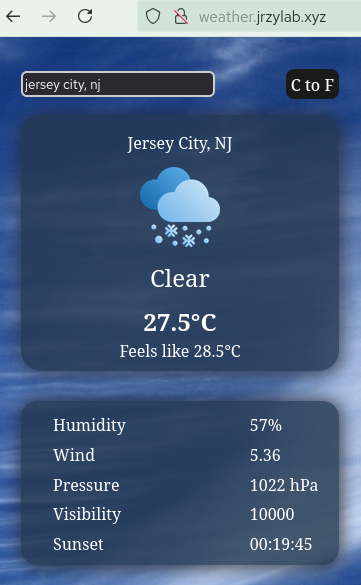 weather.jrzylab.xyz
jersey city, nj
C to F
Jersey City, NJ
Clear
27.5°C
Feels like 28.5°C
Humidity 57%
Wind 5.36
Pressure 1022 hPa
Visibility 10000
Sunset 00:19:45